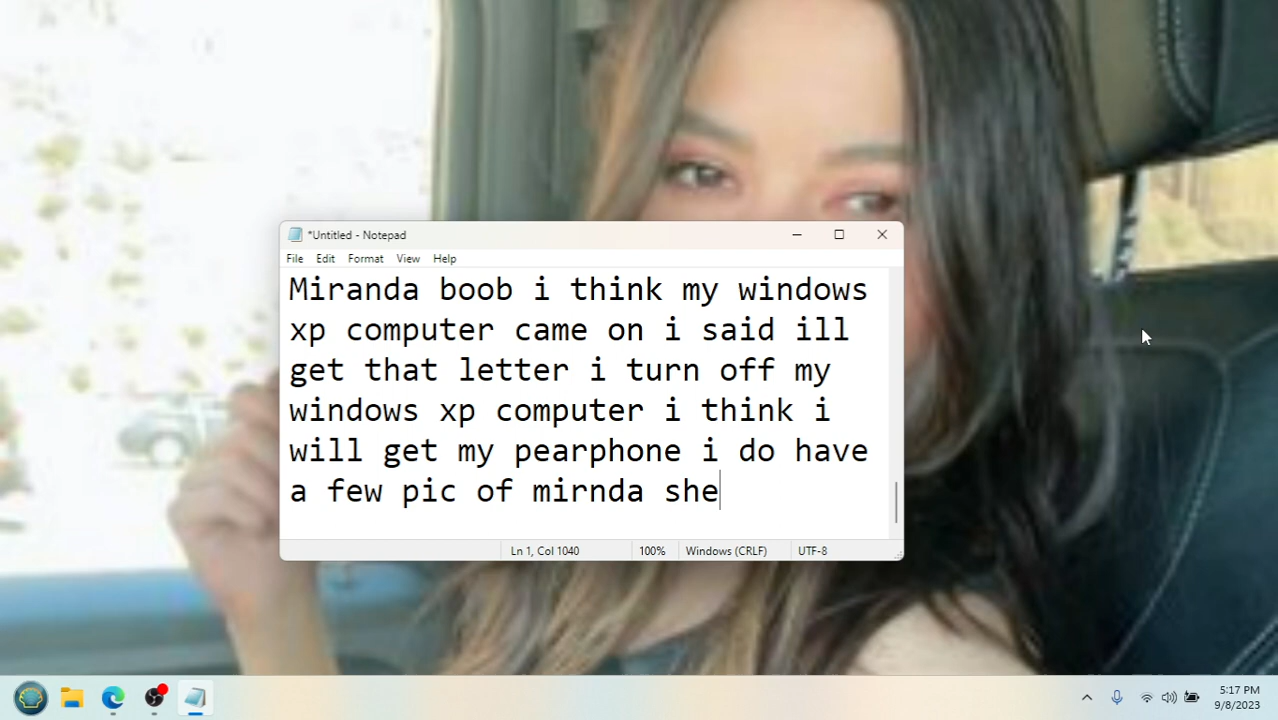 *Untitled - Notepad
File Edit Format View Help
Miranda boob i think my windows
xp computer came on i said ill
get that letter i turn off my
windows xp computer i think i
will get my pearphone i do have
a few pic of mirnda she
Ln 1, Col 1040 100% Windows (CRLF) UTF-8
5:17 PM
9/8/2023